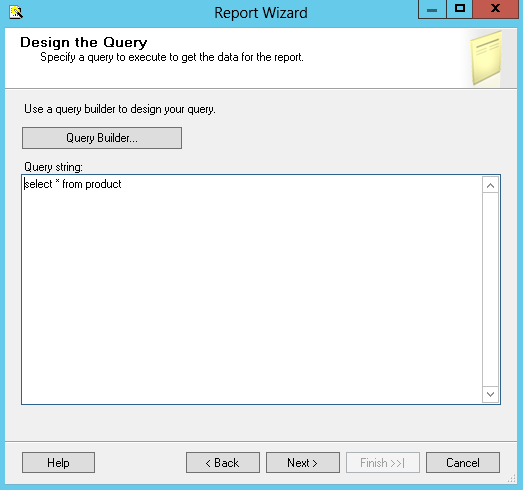 Report Wizard
Design the Query
Specify a query to execute to get the data for the report.
Use a query builder to design your query.
Query Builder...
Query string:
select * from product
Help
< Back
Next >
Finish >>|
Cancel